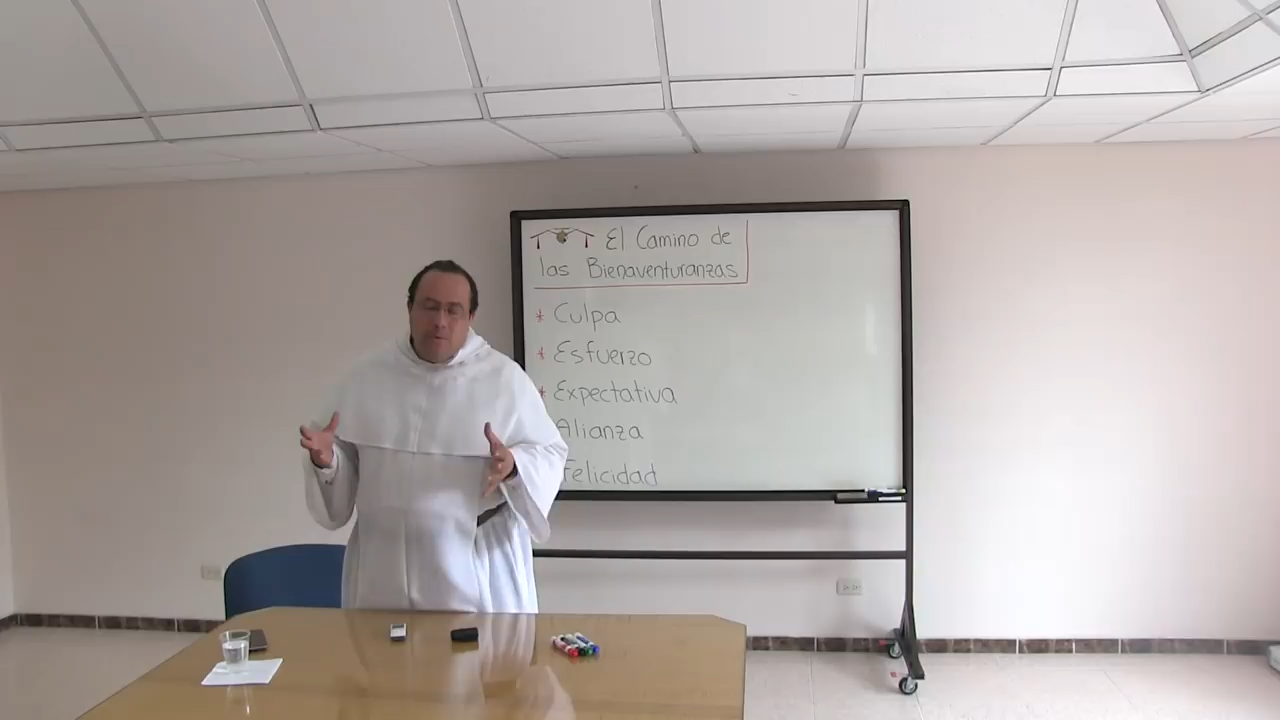 El Camino de
las Bienaventuranzas
* Culpa
* Esfuerzo
* Expectativa
Alianza
Felicidad